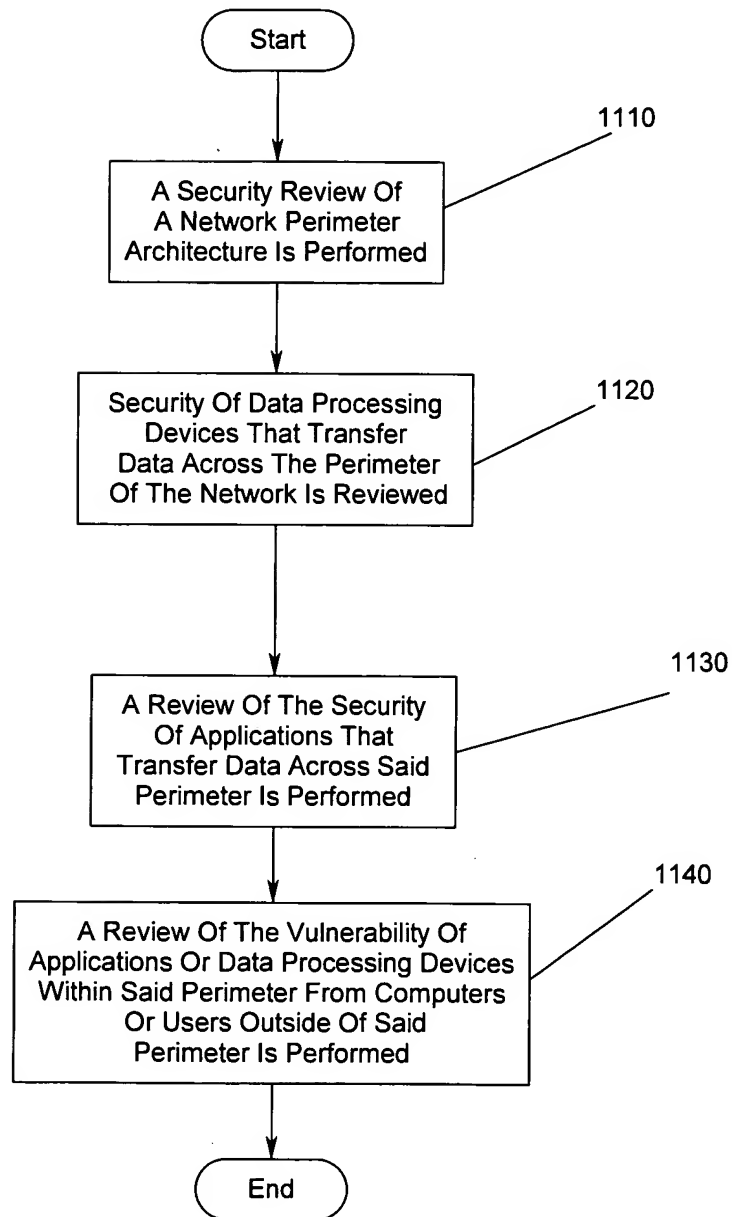 Start
1110
A Security Review Of
A Network Perimeter
Architecture Is Performed
1120
Security Of Data Processing
Devices That Transfer
Data Across The Perimeter
Of The Network Is Reviewed
1130
A Review Of The Security
Of Applications That
Transfer Data Across Said
Perimeter Is Performed
1140
A Review Of The Vulnerability Of
Applications Or Data Processing Devices
Within Said Perimeter From Computers
Or Users Outside Of Said
Perimeter Is Performed
End